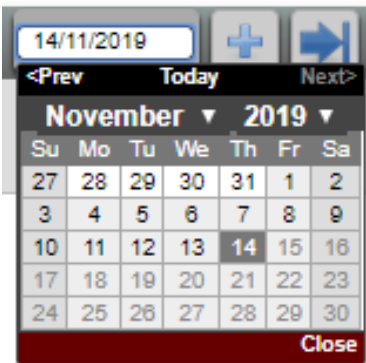 14/11/2019
<Prev Today Next>
November ▼ 2019 ▼
Su Mo Tu We Th Fr Sa
27 28 29 30 31 1 2
3 4 5 6 7 8 9
10 11 12 13 14 15 16
17 18 19 20 21 22 23
24 25 26 27 28 29 30
Close